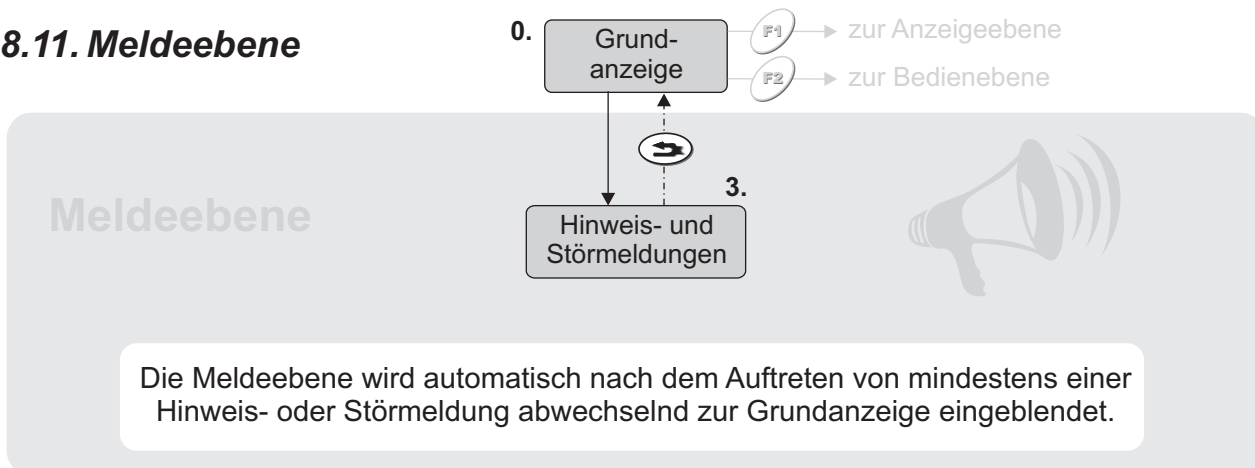 8.11. Meldeebene
0.
Grund-
anzeige
F1
zur Anzeigeebene
F2
zur Bedienebene
Meldeebene
3.
Hinweis- und
Störmeldungen
Die Meldeebene wird automatisch nach dem Auftreten von mindestens einer
Hinweis- oder Störmeldung abwechselnd zur Grundanzeige eingeblendet.